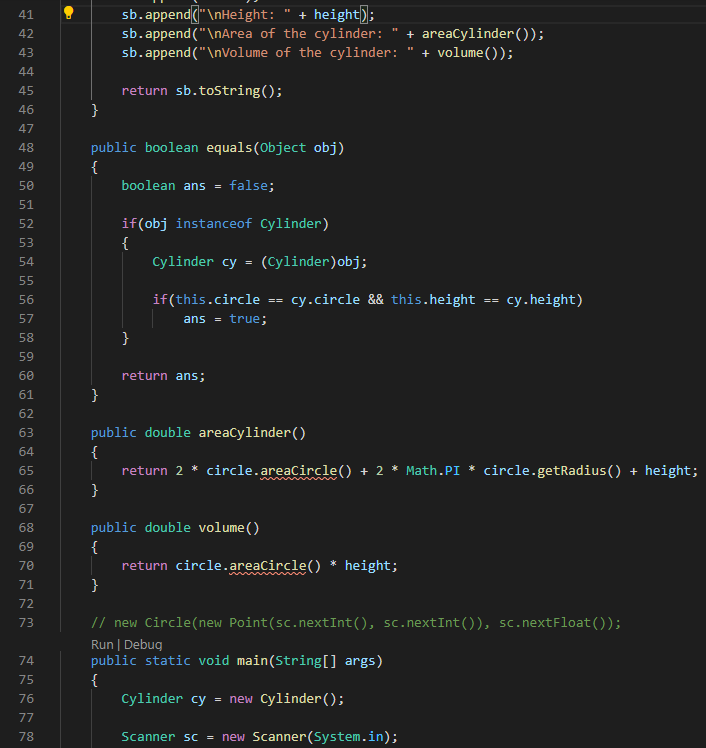 41 sb.append("\nHeight: " + height);
42 sb.append("\nArea of the cylinder: " + areaCylinder());
43 sb.append("\nVolume of the cylinder: " + volume());
44
45 return sb.toString();
46 }
47
48 public boolean equals(Object obj)
49 {
50 boolean ans = false;
51
52 if(obj instanceof Cylinder)
53 {
54 Cylinder cy = (Cylinder)obj;
55
56 if(this.circle == cy.circle && this.height == cy.height)
57 ans = true;
58 }
59
60 return ans;
61 }
62
63 public double areaCylinder()
64 {
65 return 2 * circle.areaCircle() + 2 * Math.PI * circle.getRadius() + height;
66 }
67
68 public double volume()
69 {
70 return circle.areaCircle() * height;
71 }
72
73 // new Circle(new Point(sc.nextInt(), sc.nextInt()), sc.nextFloat());
Run | Debug
74 public static void main(String[] args)
75 {
76 Cylinder cy = new Cylinder();
77
78 Scanner sc = new Scanner(System.in);